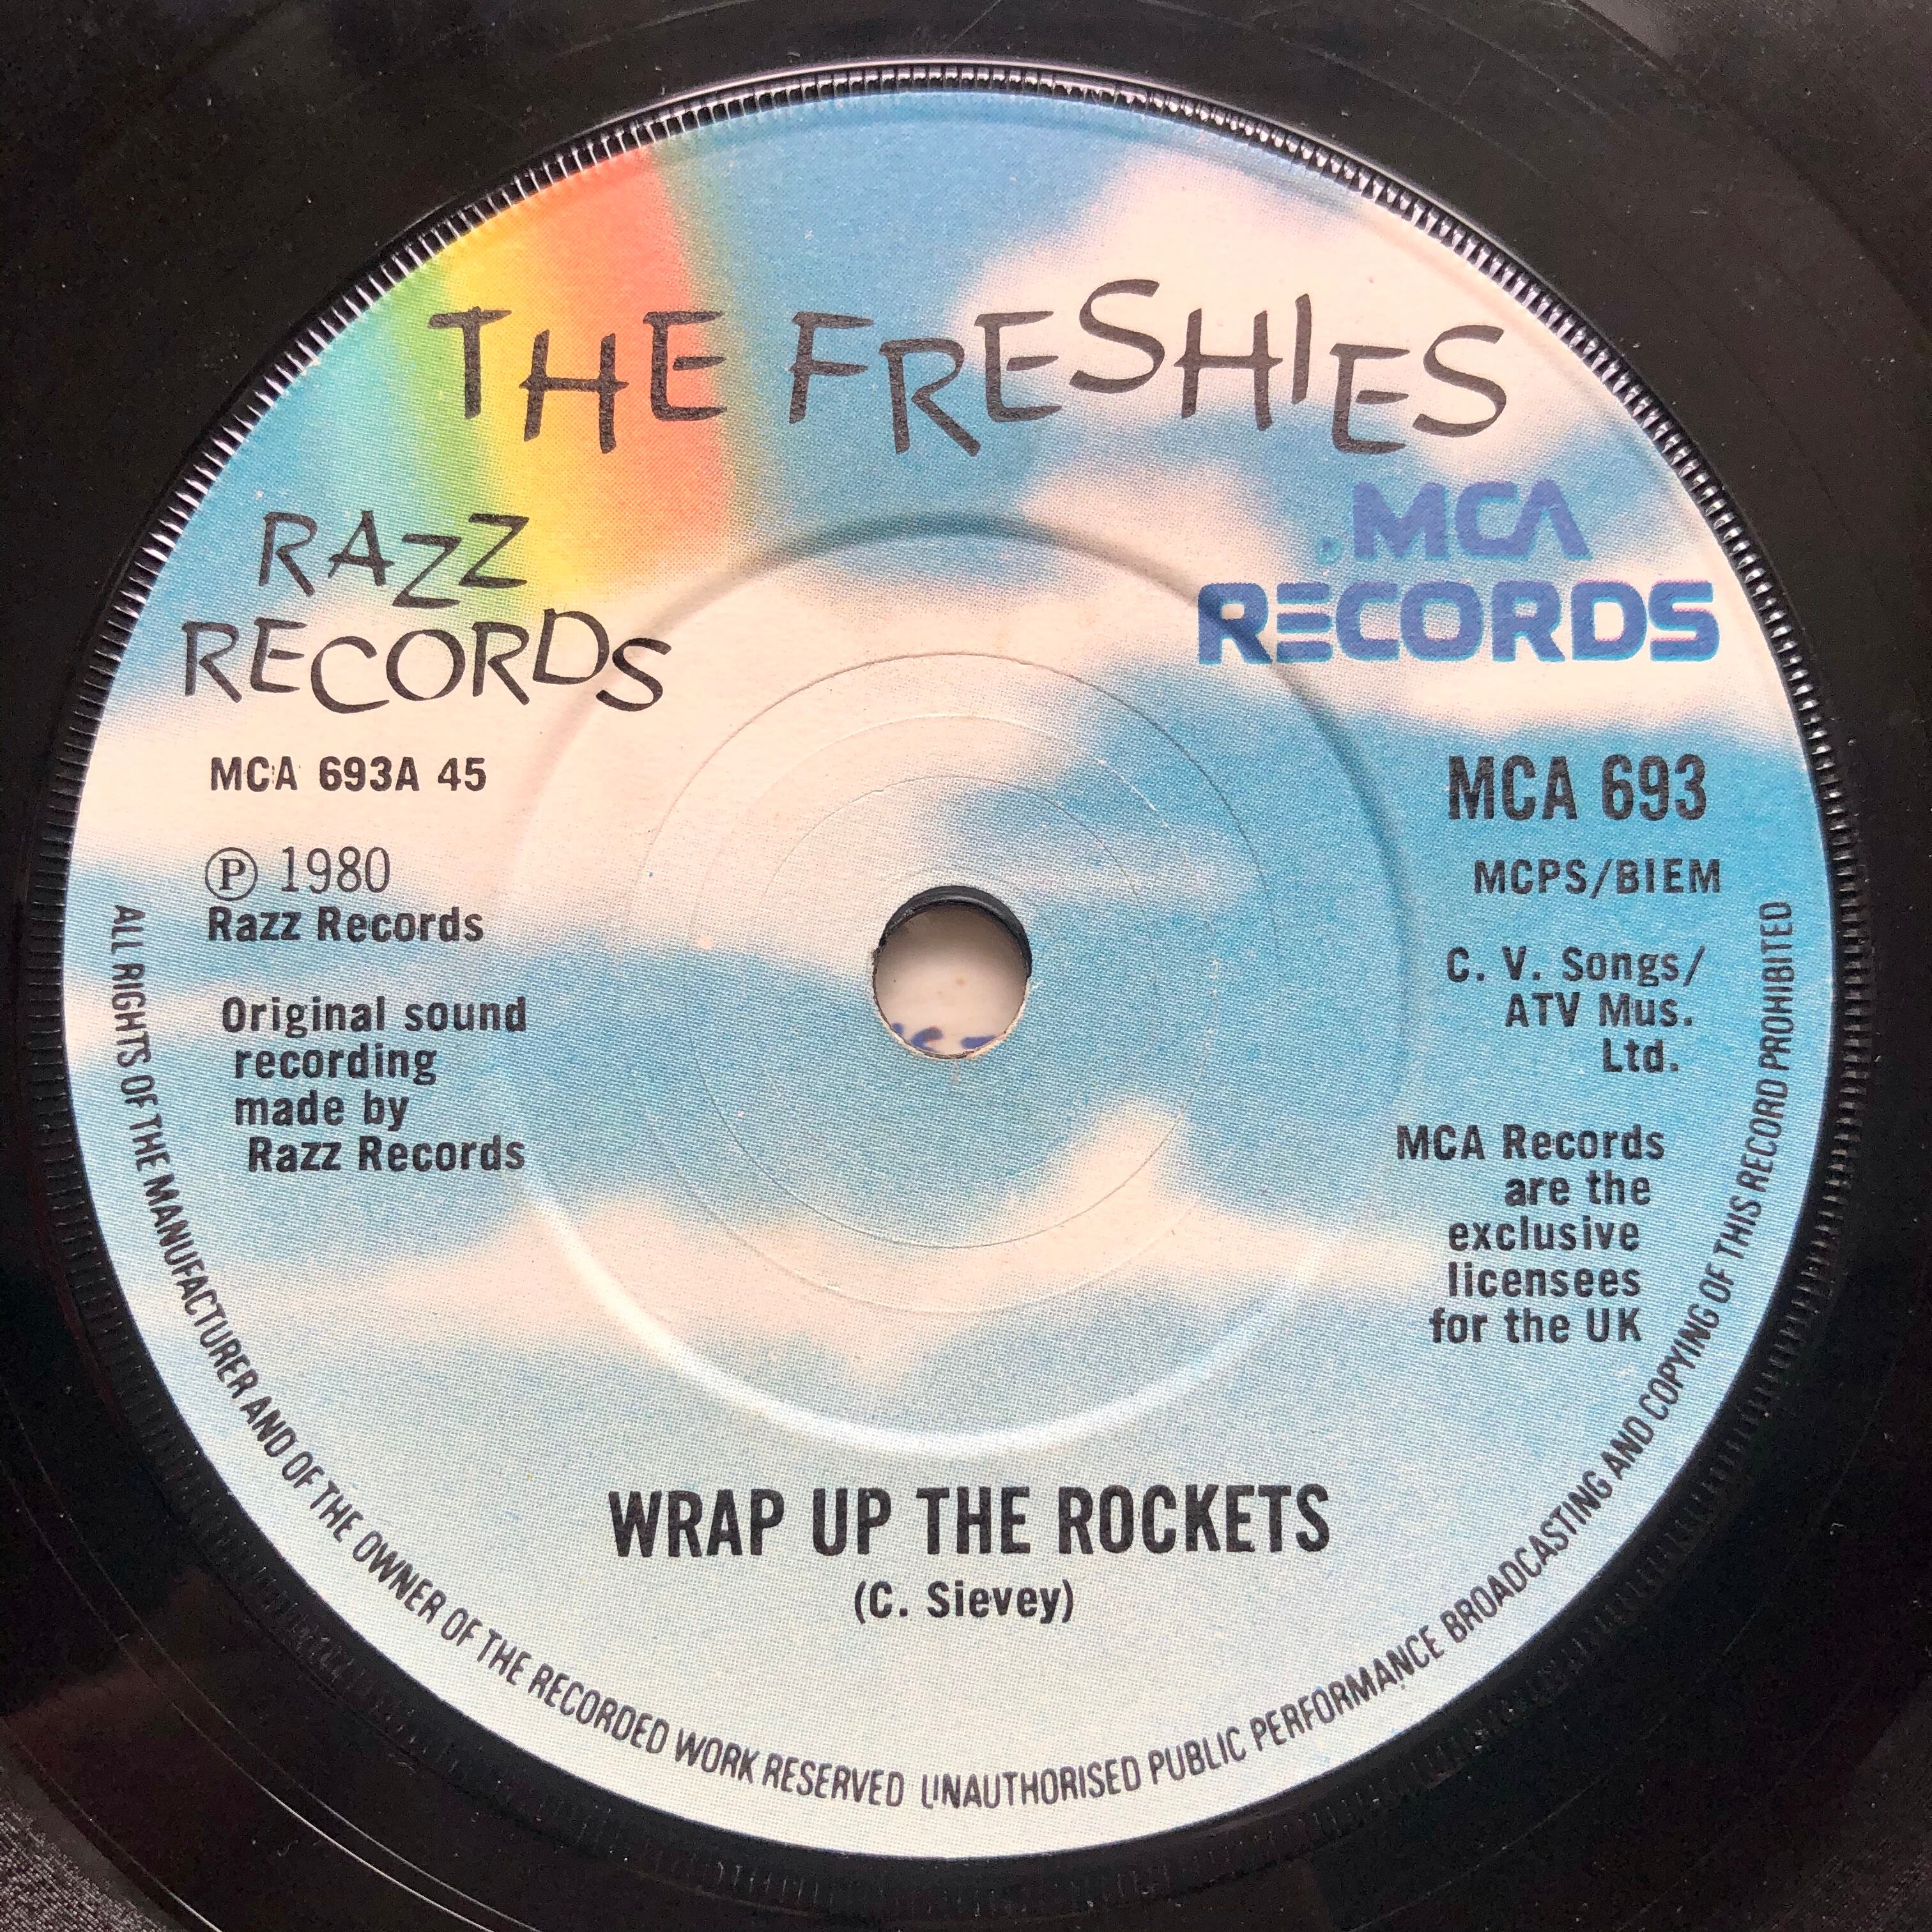 THE FRESHIES
RAZZ
RECORDS
MCA
RECORDS
MCA 693A 45
Ⓟ 1980
Razz Records
Original sound
recording
made by
Razz Records
MCA 693
MCPS/BIEM
C. V. Songs/
ATV Mus.
Ltd.
MCA Records
are the
exclusive
licensees
for the UK
WRAP UP THE ROCKETS
(C. Sievey)
ALL RIGHTS OF THE MANUFACTURER AND OF THE OWNER OF THE RECORDED WORK RESERVED UNAUTHORISED PUBLIC PERFORMANCE BROADCASTING AND COPYING OF THIS RECORD PROHIBITED